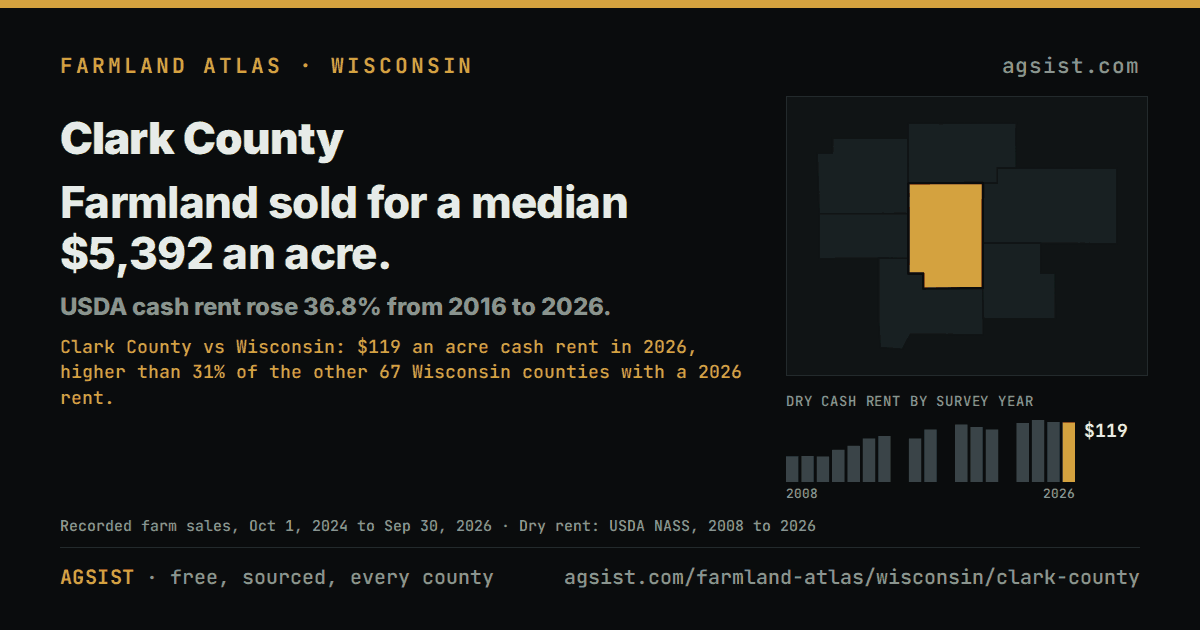 FARMLAND ATLAS · WISCONSIN
agsist.com
Clark County
Farmland sold for a median
$5,392 an acre.
USDA cash rent rose 36.8% from 2016 to 2026.
Clark County vs Wisconsin: $119 an acre cash rent in 2026,
higher than 31% of the other 67 Wisconsin counties with a 2026
rent.
DRY CASH RENT BY SURVEY YEAR
$119
2008
2026
Recorded farm sales, Oct 1, 2024 to Sep 30, 2026 · Dry rent: USDA NASS, 2008 to 2026
AGSIST · free, sourced, every county
agsist.com/farmland-atlas/wisconsin/clark-county